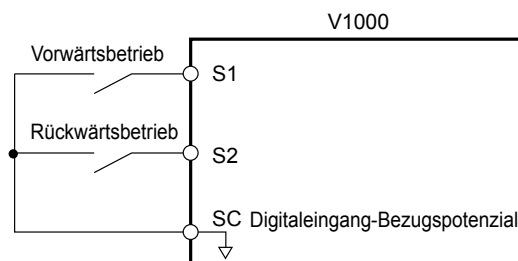 V1000
Vorwärtsbetrieb
S1
Rückwärtsbetrieb
S2
SC Digitaleingang-Bezugspotenzial